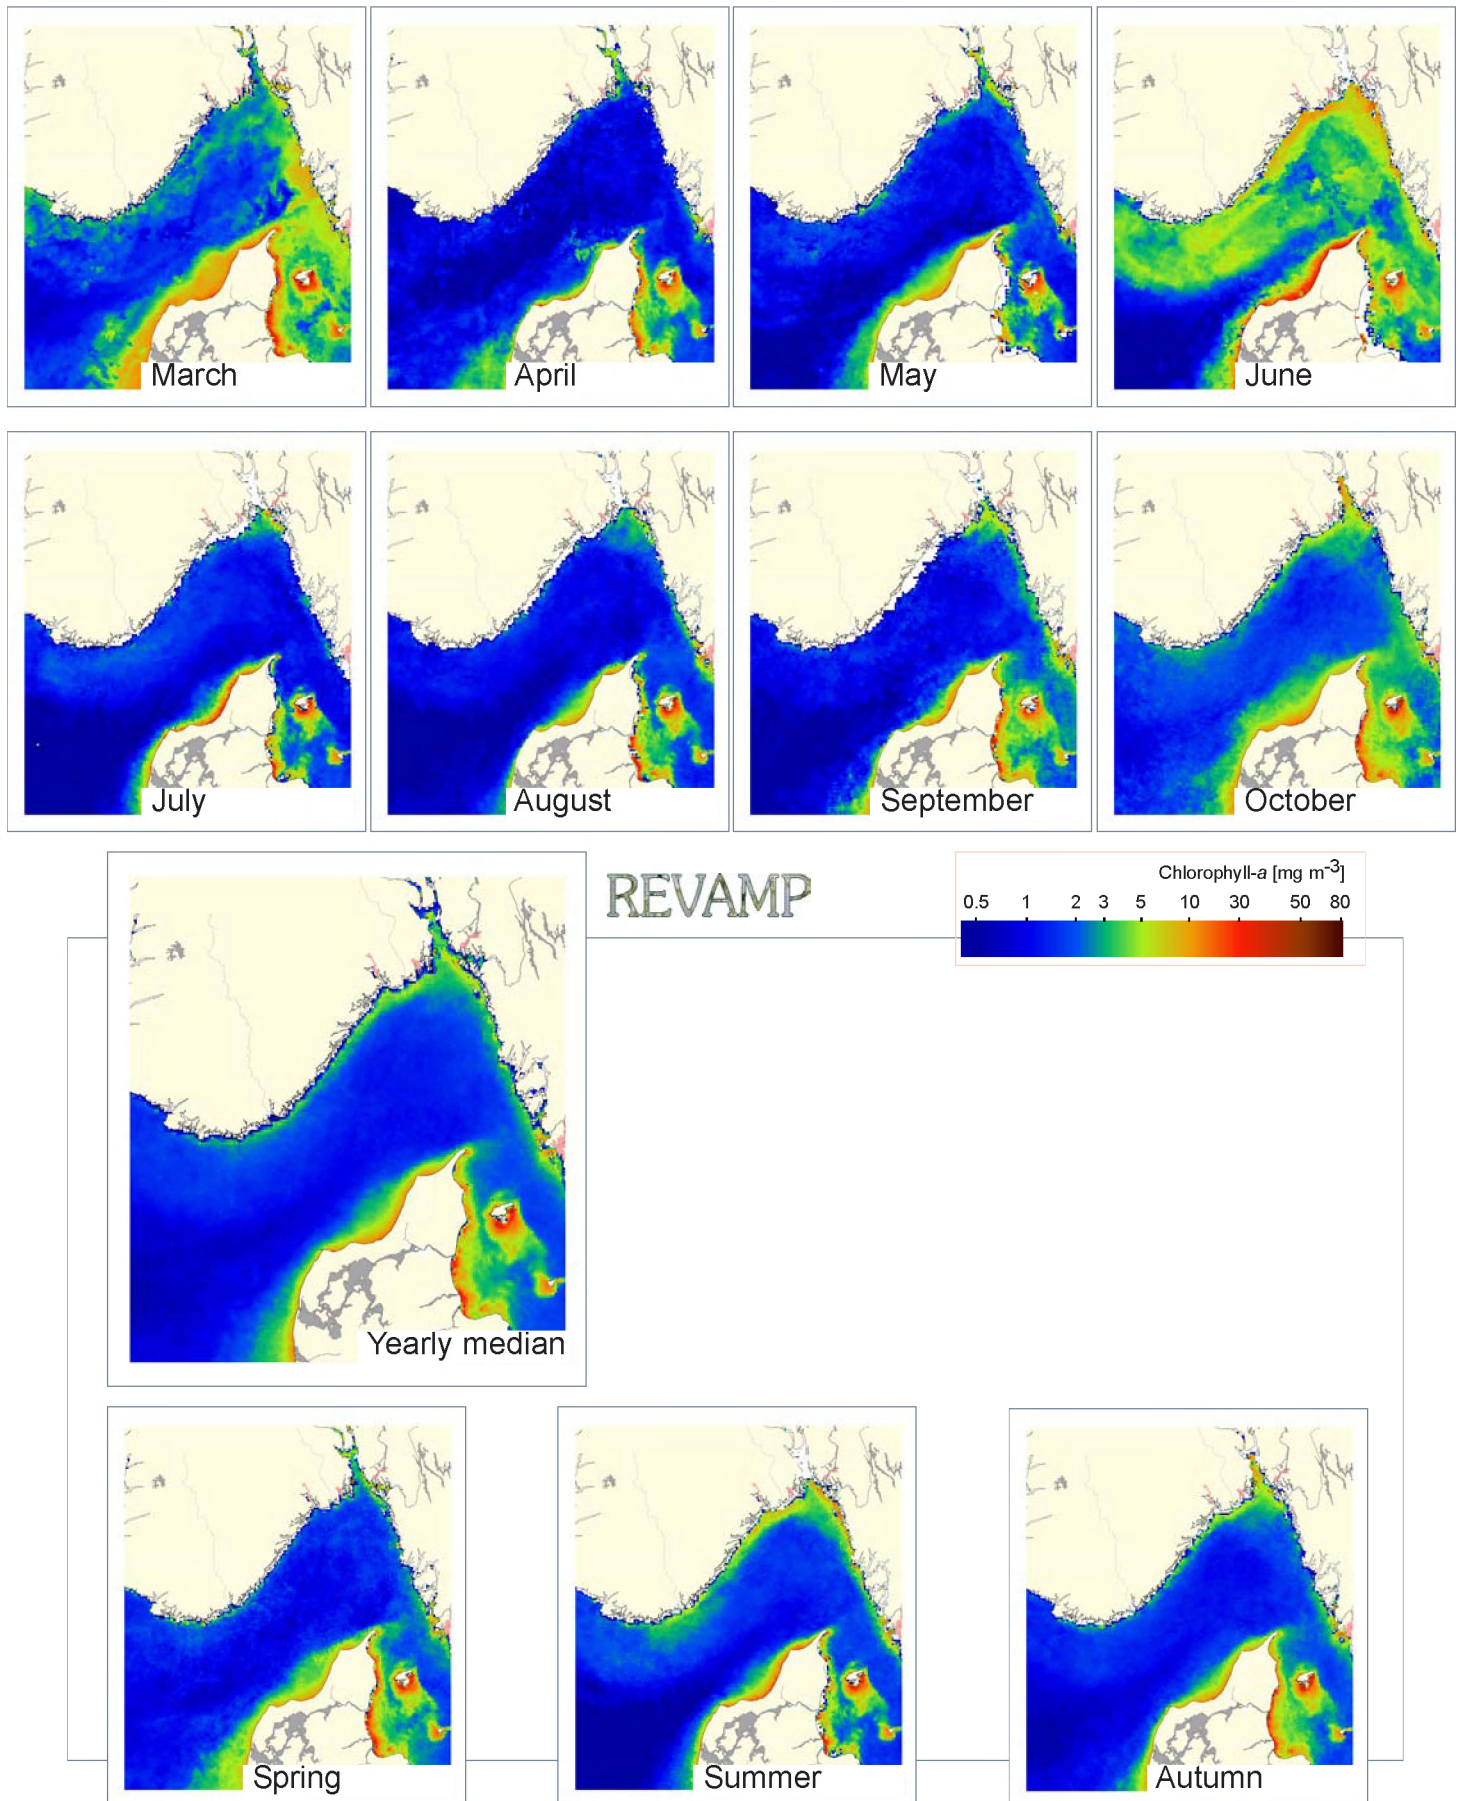 March
April
May
June
July
August
September
October
REVAMP
Chlorophyll-a [mg m-3]
0.5 1 2 3 5 10 30 50 80
Yearly median
Spring
Summer
Autumn